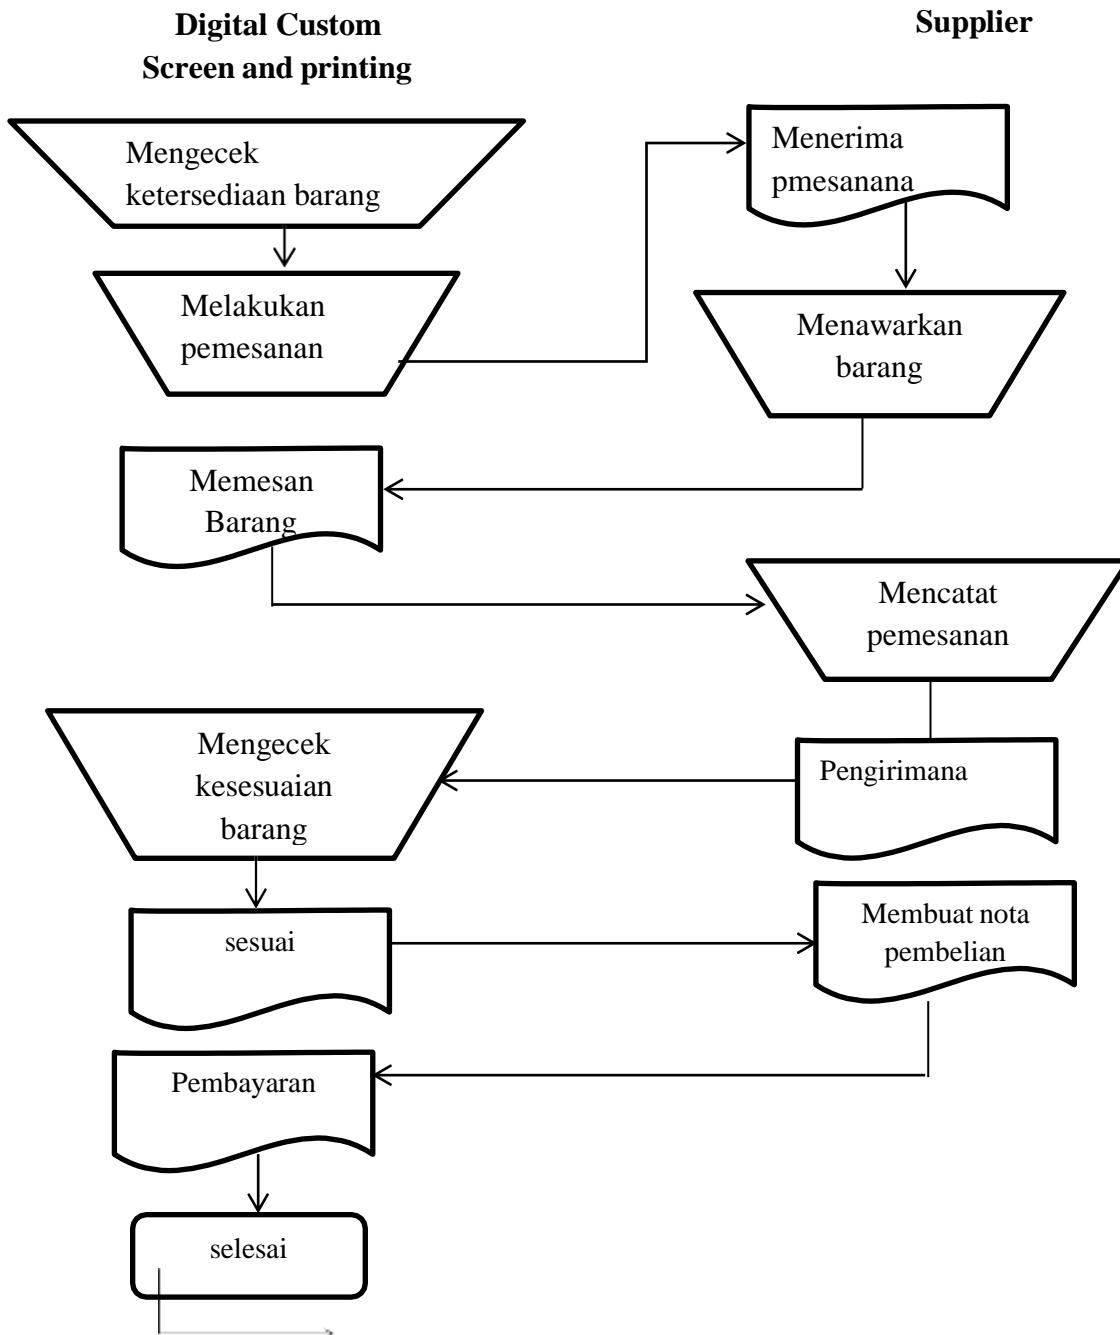 Digital Custom
Screen and printing
Supplier
Mengecek
ketersediaan barang
Menerima
pmesanana
Melakukan
pemesanan
Menawarkan
barang
Memesan
Barang
Mencatat
pemesanan
Mengecek
kesesuaian
barang
Pengirimana
sesuai
Membuat nota
pembelian
Pembayaran
selesai